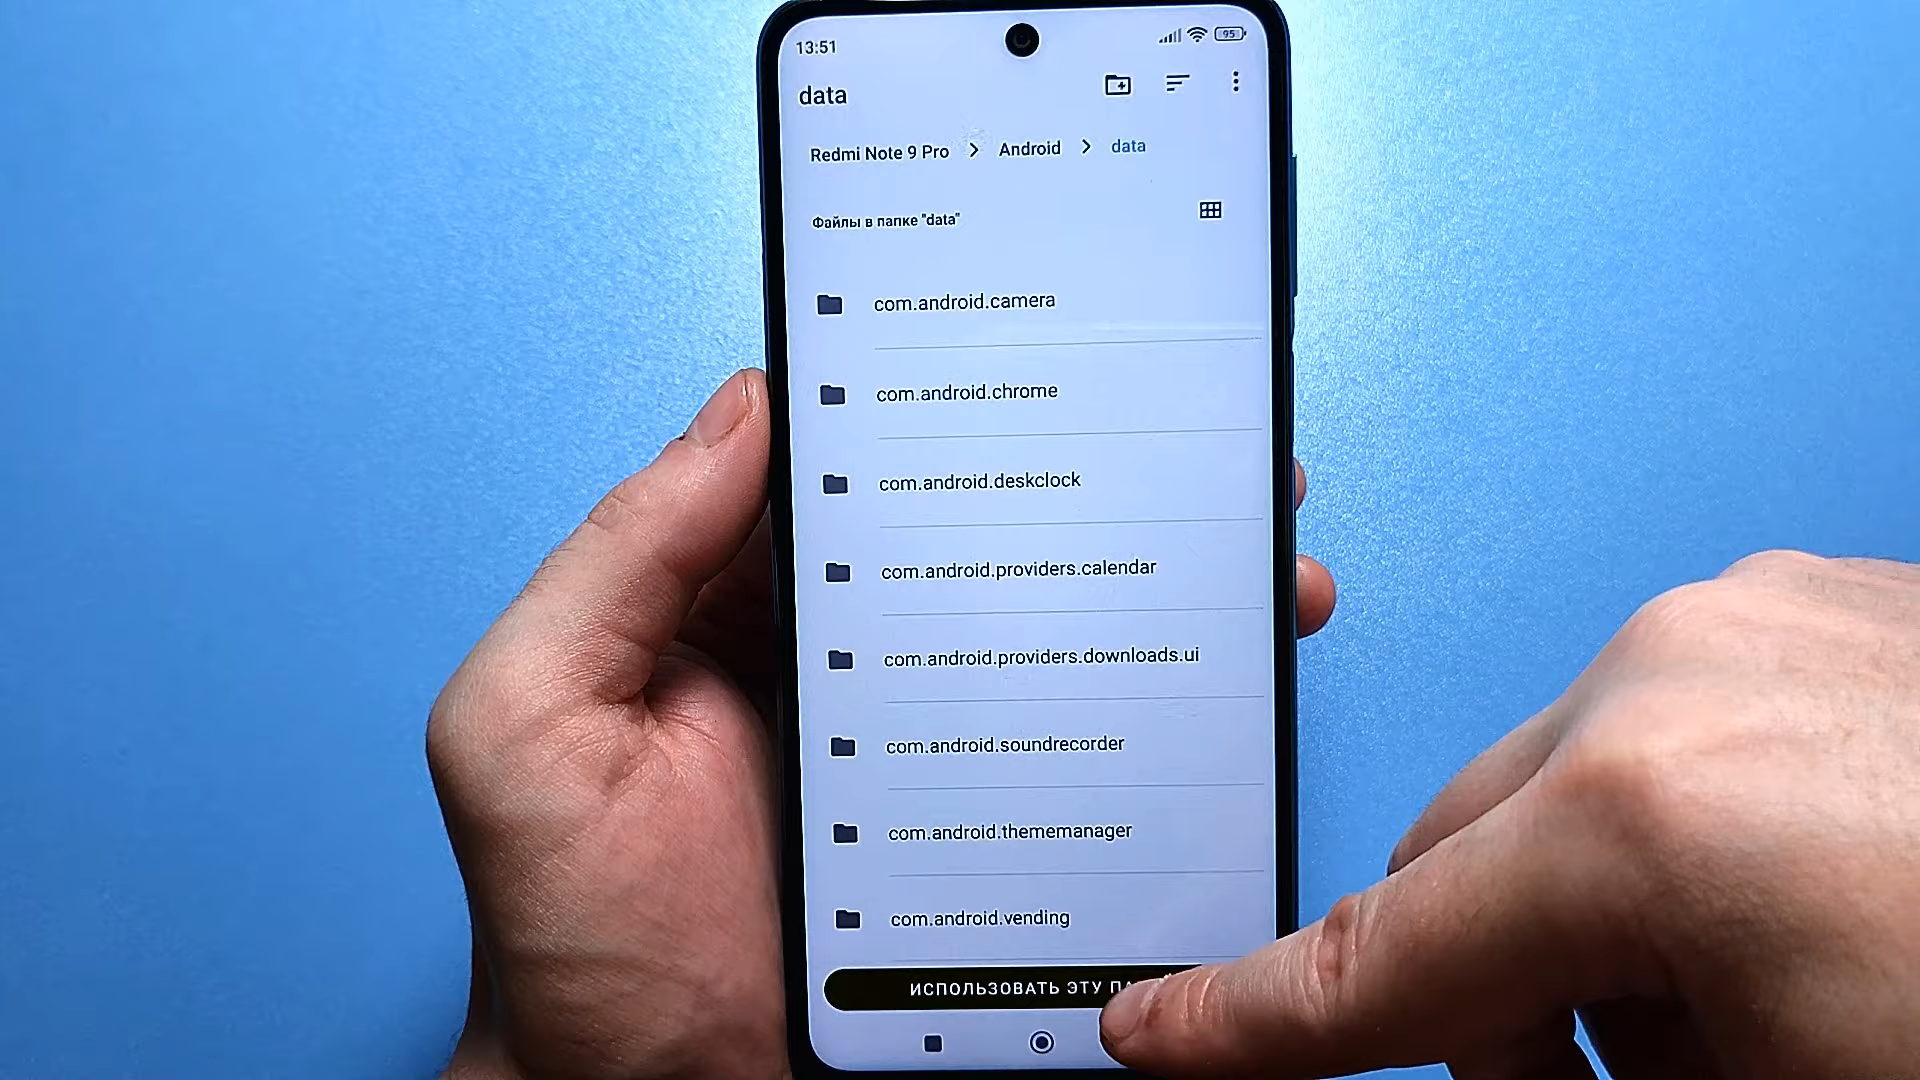 13:51
95
data
Redmi Note 9 Pro > Android > data
Файлы в папке "data"
com.android.camera
com.android.chrome
com.android.deskclock
com.android.providers.calendar
com.android.providers.downloads.ui
com.android.soundrecorder
com.android.thememanager
com.android.vending
ИСПОЛЬЗОВАТЬ ЭТУ